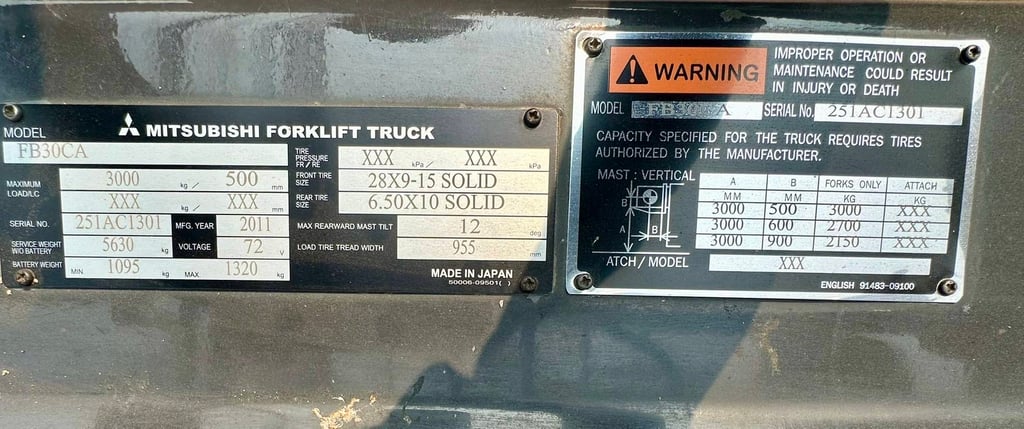 MITSUBISHI FORKLIFT TRUCK
MODEL
FB30CA
MAXIMUM LOAD/LC
3000 kg / 500 mm
XXX kg / XXX mm
SERIAL NO. 251AC1301 MFG. YEAR 2011
SERVICE WEIGHT W/O BATTERY 5630 kg VOLTAGE 72 V
BATTERY WEIGHT MIN 1095 kg MAX 1320 kg
TIRE PRESSURE FR / RE XXX kPa / XXX kPa
FRONT TIRE SIZE 28X9-15 SOLID
REAR TIRE SIZE 6.50X10 SOLID
MAX REARWARD MAST TILT 12 deg
LOAD TIRE TREAD WIDTH 955 mm
MADE IN JAPAN
50006-09501( )
WARNING
IMPROPER OPERATION OR
MAINTENANCE COULD RESULT
IN INJURY OR DEATH
MODEL FB30CA SERIAL No. 251AC1301
CAPACITY SPECIFIED FOR THE TRUCK REQUIRES TIRES
AUTHORIZED BY THE MANUFACTURER.
MAST : VERTICAL
B
A
B
A B FORKS ONLY ATTACH
MM MM KG KG
3000 500 3000 XXX
3000 600 2700 XXX
3000 900 2150 XXX
ATCH / MODEL XXX
ENGLISH 91483-09100